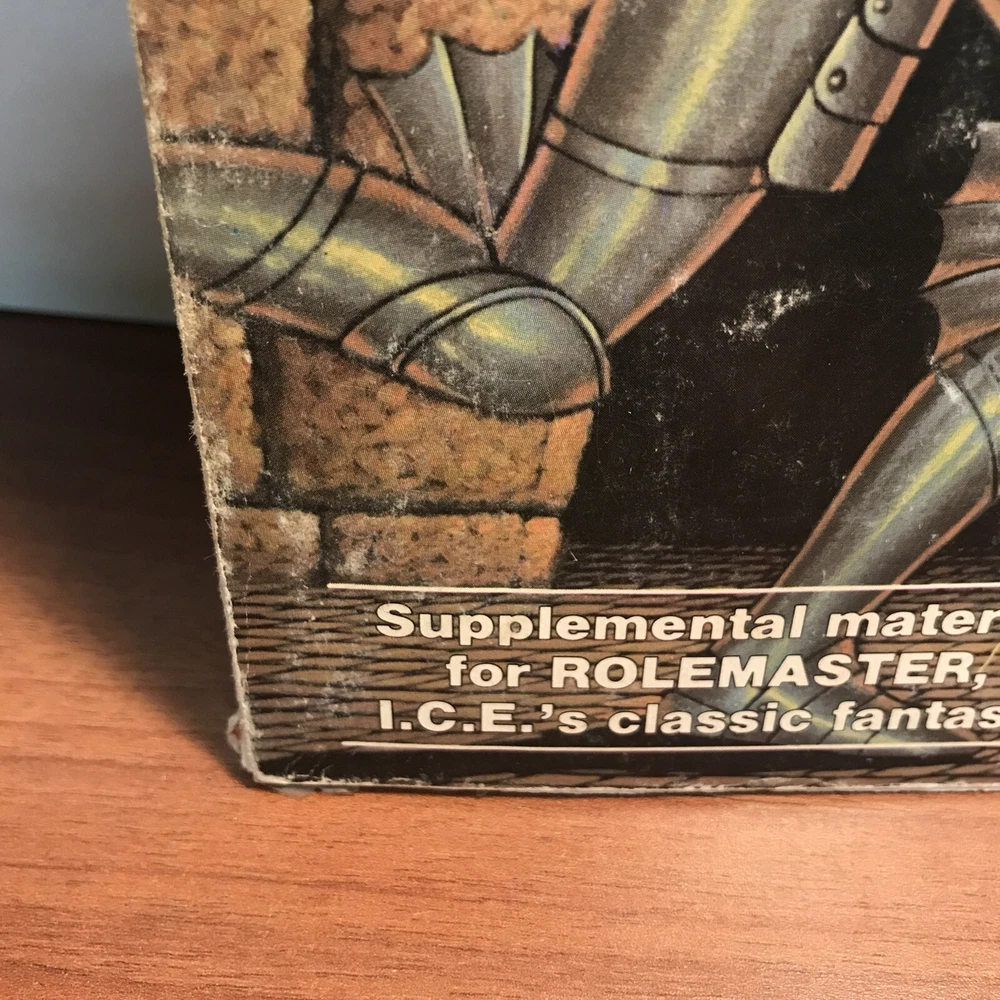 Supplemental mater
for ROLEMASTER,
I.C.E.'s classic fantas